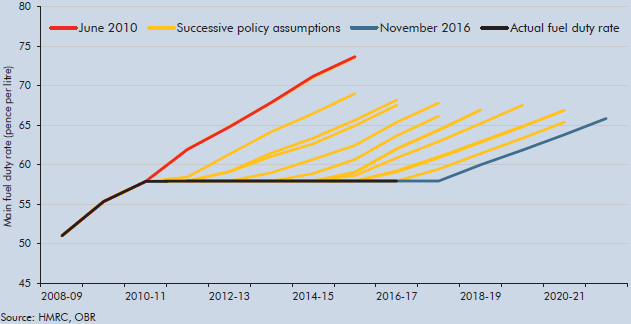 80
June 2010 Successive policy assumptions November 2016 Actual fuel duty rate
75
70
65
60
55
50
45
Main fuel duty rate (pence per litre)
2008-09 2010-11 2012-13 2014-15 2016-17 2018-19 2020-21
Source: HMRC, OBR